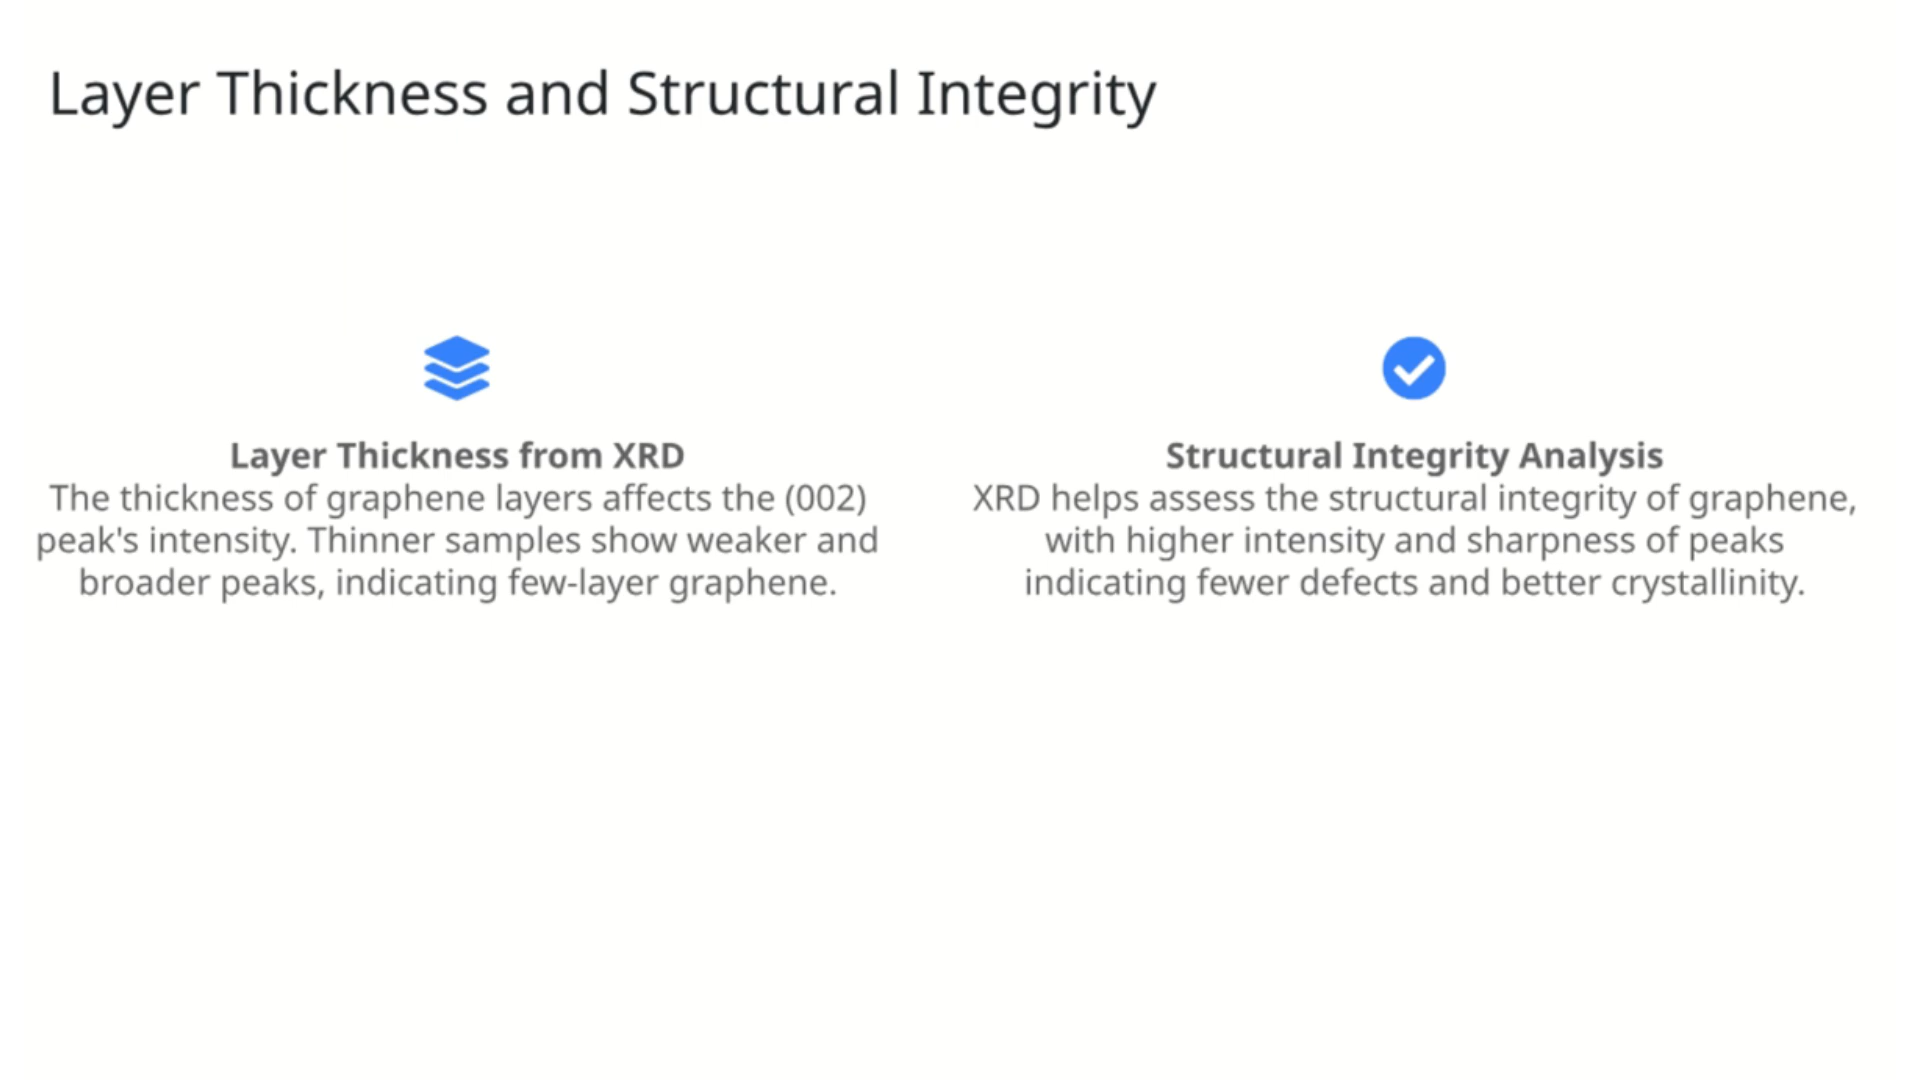 Layer Thickness and Structural Integrity
Layer Thickness from XRD
The thickness of graphene layers affects the (002)
peak's intensity. Thinner samples show weaker and
broader peaks, indicating few-layer graphene.
Structural Integrity Analysis
XRD helps assess the structural integrity of graphene,
with higher intensity and sharpness of peaks
indicating fewer defects and better crystallinity.